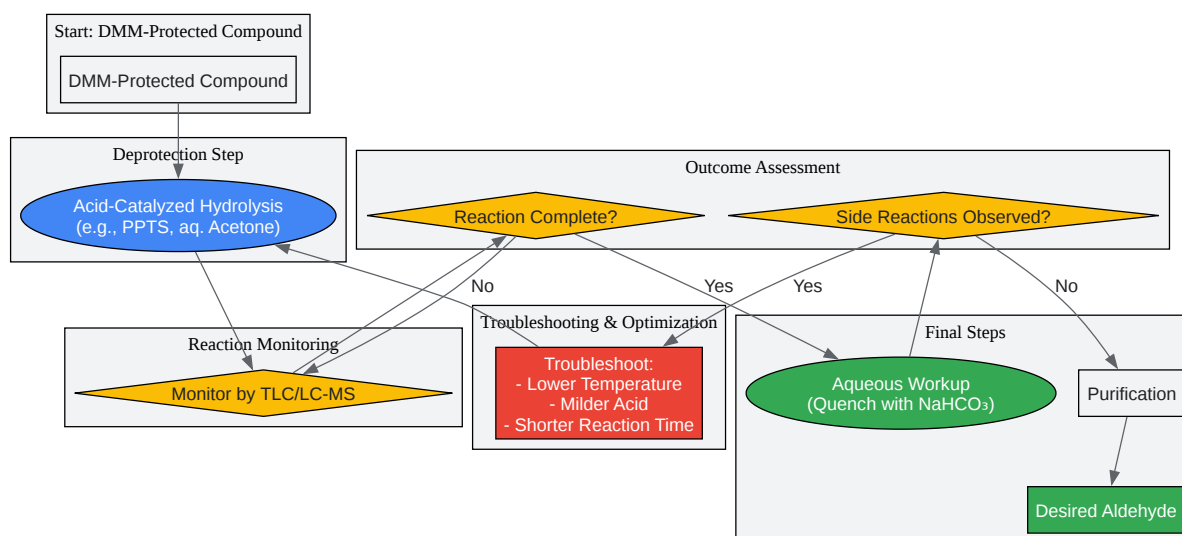 Start: DMM-Protected Compound
DMM-Protected Compound
Deprotection Step
Acid-Catalyzed Hydrolysis
(e.g., PPTS, aq. Acetone)
Outcome Assessment
Reaction Complete?
Side Reactions Observed?
No
Yes
Yes
No
Reaction Monitoring
Monitor by TLC/LC-MS
Troubleshooting & Optimization
Troubleshoot:
- Lower Temperature
- Milder Acid
- Shorter Reaction Time
Final Steps
Aqueous Workup
(Quench with NaHCO₃)
Purification
Desired Aldehyde